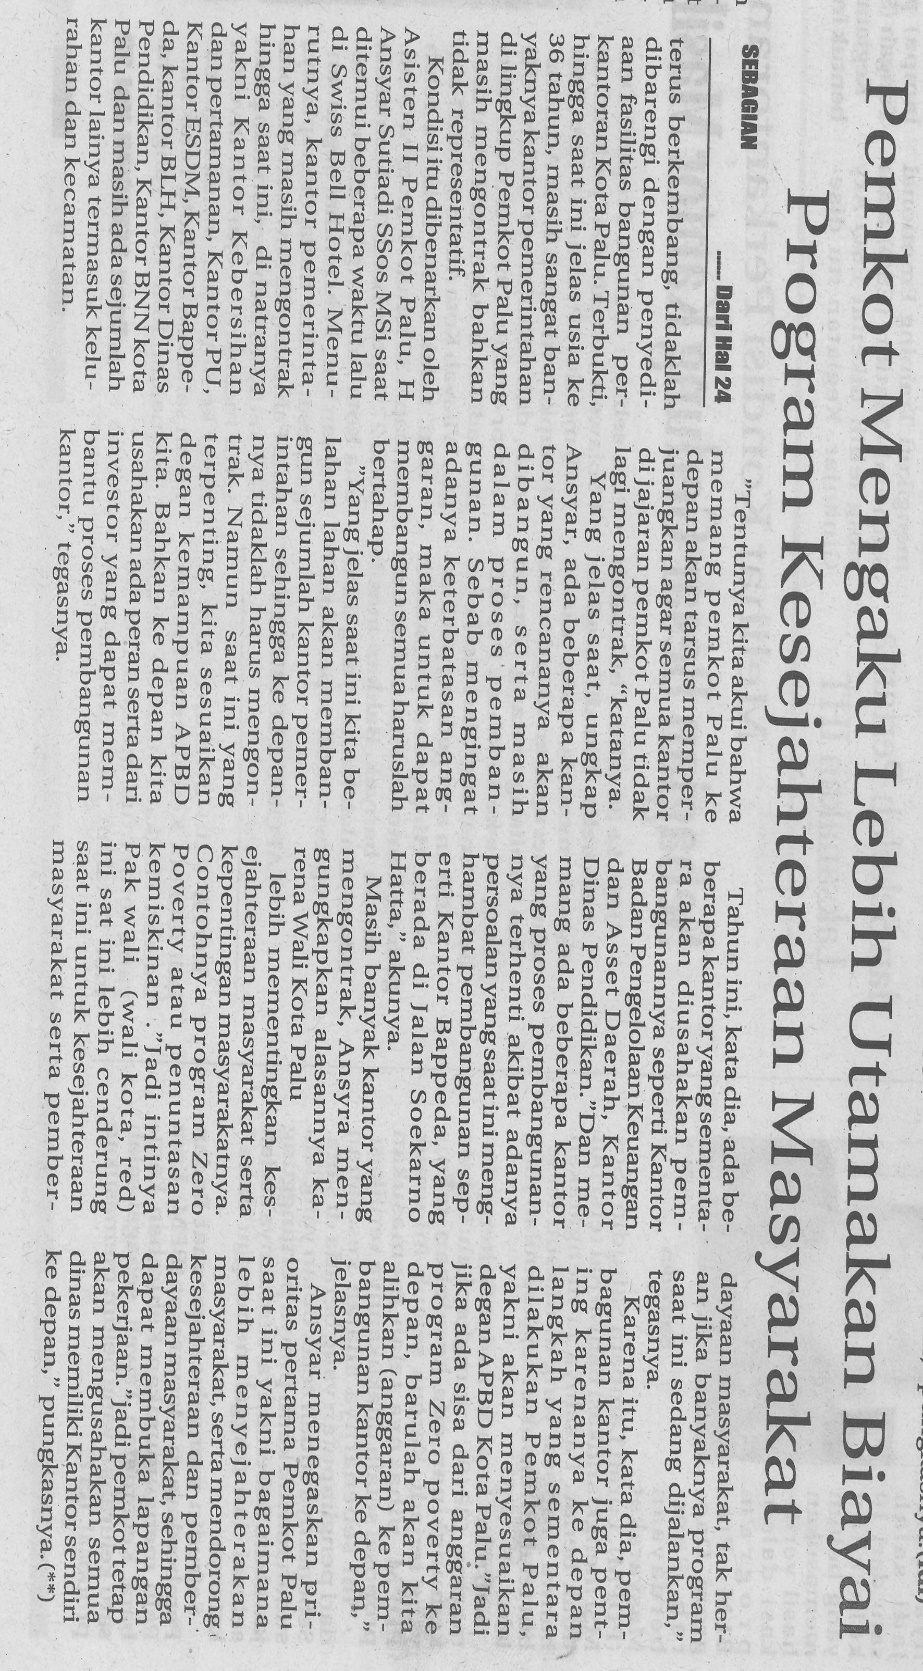 Pemkot Mengaku Lebih Utamakan Biayai
Program Kesejahteraan Masyarakat
SEBAGIAN
...... Dari Hal 24
terus berkembang, tidaklah
dibarengi dengan penyedi-
aan fasilitas bangunan per-
kantoran Kota Palu. Terbukti,
hingga saat ini jelas usia ke
36 tahun, masih sangat ban-
yaknya kantor pemerintahan
di lingkup Pemkot Palu yang
masih mengontrak bahkan
tidak representatif.
Kondisi itu dibenarkan oleh
Asisten II Pemkot Palu, H
Ansyar Sutiadi SSos MSi saat
ditemui beberapa waktu lalu
di Swiss Bell Hotel. Menu-
rutnya, kantor pemerinta-
han yang masih mengontrak
hingga saat ini, di natranya
yakni Kantor Kebersihan
dan pertamanan, Kantor PU,
Kantor ESDM, Kantor Bappe-
da, kantor BLH, Kantor Dinas
Pendidikan, Kantor BNN kota
Palu dan masih ada sejumlah
kantor lainya termasuk kelu-
rahan dan kecamatan.
"Tentunya kita akui bahwa
memang pemkot Palu ke
depan akan tarsus memper-
juangkan agar semua kantor
di jajaran pemkot Palu tidak
lagi mengontrak, "katanya.
Yang jelas saat, ungkap
Ansyar, ada beberapa kan-
tor yang rencananya akan
dibangun, serta masih
dalam proses pemban-
gunan. Sebab mengingat
adanya keterbatasan ang-
garan, maka untuk dapat
membangun semua haruslah
bertahap.
"Yang jelas saat ini kita be-
lahan lahan akan memban-
gun sejumlah kantor pemer-
intahan sehingga ke depan-
nya tidaklah harus mengon-
trak. Namun saat ini yang
terpenting, kita sesuaikan
degan kemampuan APBD
kita. Bahkan ke depan kita
usahakan ada peran serta dari
investor yang dapat mem-
bantu proses pembangunan
kantor," tegasnya.
Tahun ini, kata dia, ada be-
berapa kantor yang sementa-
ra akan diusahakan pem-
bangunannya seperti Kantor
Badan Pengelolaan Keuangan
dan Asset Daerah, Kantor
Dinas Pendidikan."Dan me-
mang ada beberapa kantor
yang proses pembangunan-
nya terhenti akibat adanya
persoalan yang saat ini meng-
hambat pembangunan sep-
erti Kantor Bappeda, yang
berada di Jalan Soekarno
Hatta," akunya.
Masih banyak kantor yang
mengontrak, Ansyra men-
gungkapkan alasannya ka-
rena Wali Kota Palu
lebih mementingkan kes-
ejahteraan masyarakat serta
kepentingan masyarakatnya.
Contohnya program Zero
Poverty atau penuntasan
kemiskinan ."Jadi intinya
Pak wali (wali kota, red)
ini sat ini lebih cenderung
saat ini untuk kesejahteraan
masyarakat serta pember-
dayaan masyarakat, tak her-
an jika banyaknya program
saat ini sedang dijalankan,"
tegasnya.
Karena itu, kata dia, pem-
bagunan kantor juga pent-
ing karenanya ke depan
langkah yang sementara
dilakukan Pemkot Palu,
yakni akan menyesuaikan
degan APBD Kota Palu."Jadi
jika ada sisa dari anggaran
program Zero poverty ke
depan, barulah akan kita
alihkan (anggaran) ke pem-
bangunan kantor ke depan,"
jelasnya.
Ansyar menegaskan pri-
oritas pertama Pemkot Palu
saat ini yakni bagaimana
lebih menyejahterakan
masyarakat, serta mendorong
kesejahteraan dan pember-
dayaan masyarakat, sehingga
dapat membuka lapangan
pekerjaan."jadi pemkot tetap
akan mengusahakan semua
dinas memiliki Kantor sendiri
ke depan," pungkasnya.(**)